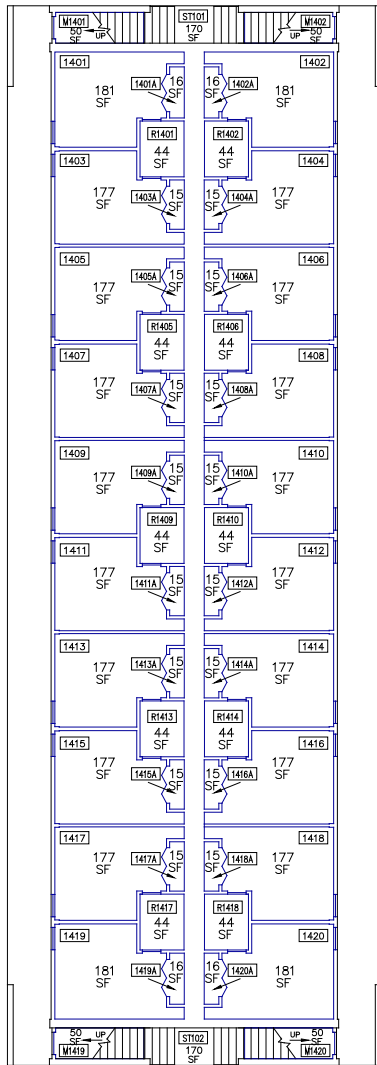 M1401 ST101 M1402
50 SF UP 170 SF UP 50 SF
1401 16 SF 16 SF 1402
1401A 1402A
181 SF 181 SF
R1401 R1402
44 SF 44 SF
1403 1404
177 SF 1403A 15 SF 15 SF 1404A 177 SF
1405 15 SF 15 SF 1406
1405A 1406A
177 SF 177 SF
R1405 R1406
44 SF 44 SF
1407 1408
177 SF 1407A 15 SF 15 SF 1408A 177 SF
1409 15 SF 15 SF 1410
1409A 1410A
177 SF 177 SF
R1409 R1410
44 SF 44 SF
1411 1412
177 SF 1411A 15 SF 15 SF 1412A 177 SF
1413 15 SF 15 SF 1414
1413A 1414A
177 SF 177 SF
R1413 R1414
44 SF 44 SF
1415 1416
177 SF 1415A 15 SF 15 SF 1416A 177 SF
1417 15 SF 15 SF 1418
1417A 1418A
177 SF 177 SF
R1417 R1418
44 SF 44 SF
1419 1420
181 SF 1419A 16 SF 16 SF 1420A 181 SF
50 SF UP ST102 UP 50 SF
M1419 170 SF M1420